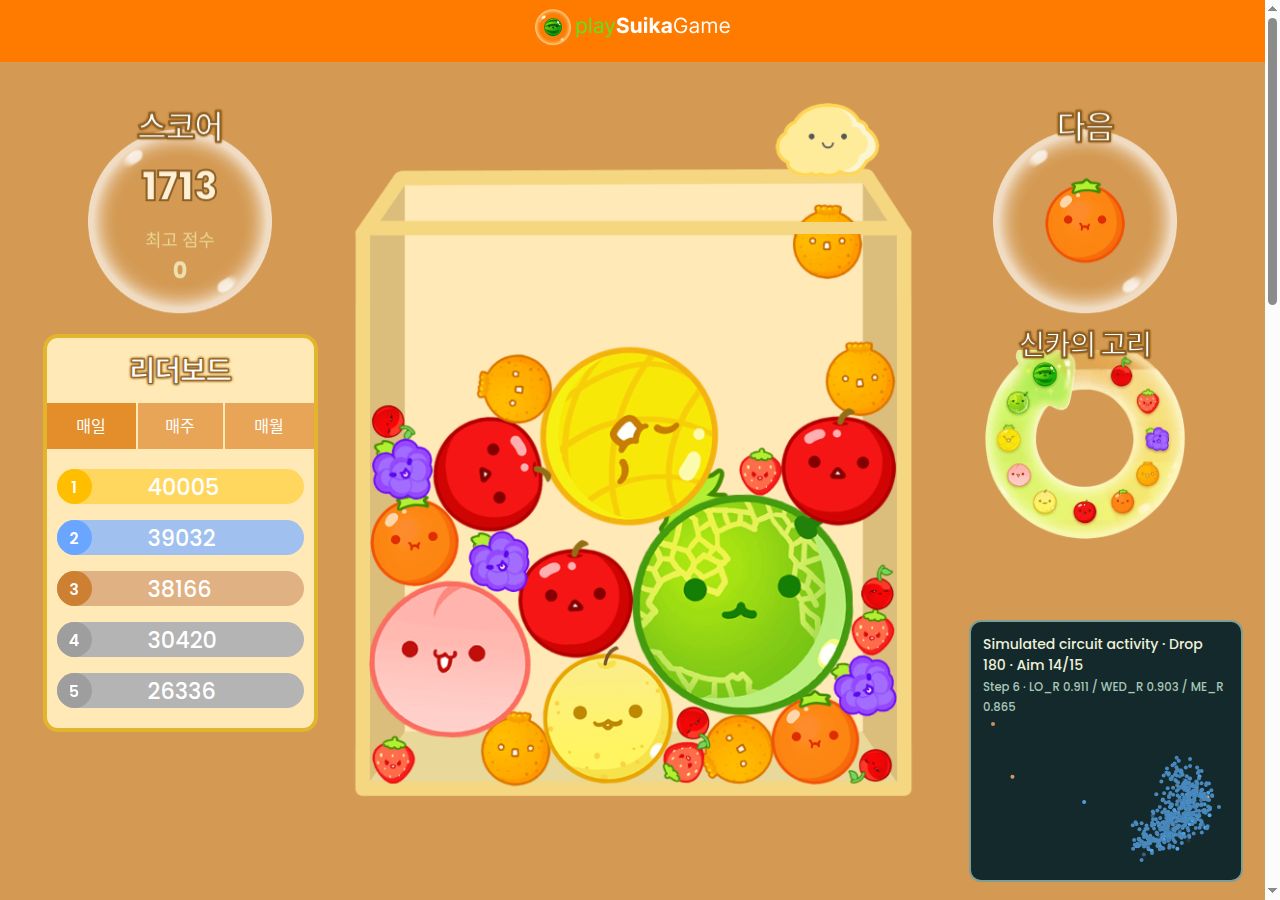 playSuikaGame
스코어
1713
최고 점수
0
다음
신카의 고리
리더보드
매일 매주 매월
1 40005
2 39032
3 38166
4 30420
5 26336
Simulated circuit activity · Drop
180 · Aim 14/15
Step 6 · LO_R 0.911 / WED_R 0.903 / ME_R
0.865